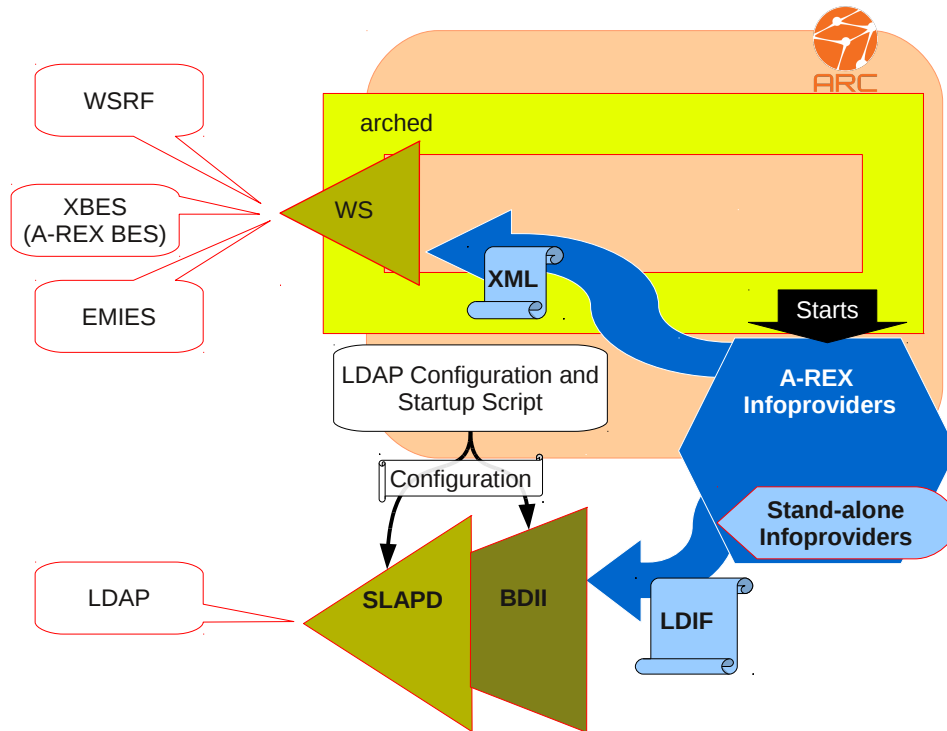 ARC
WSRF
arched
XBES
(A-REX BES)
WS
EMIES
XML
Starts
LDAP Configuration and
Startup Script
A-REX
Infoproviders
Configuration
Stand-alone
Infoproviders
LDAP
SLAPD
BDII
LDIF